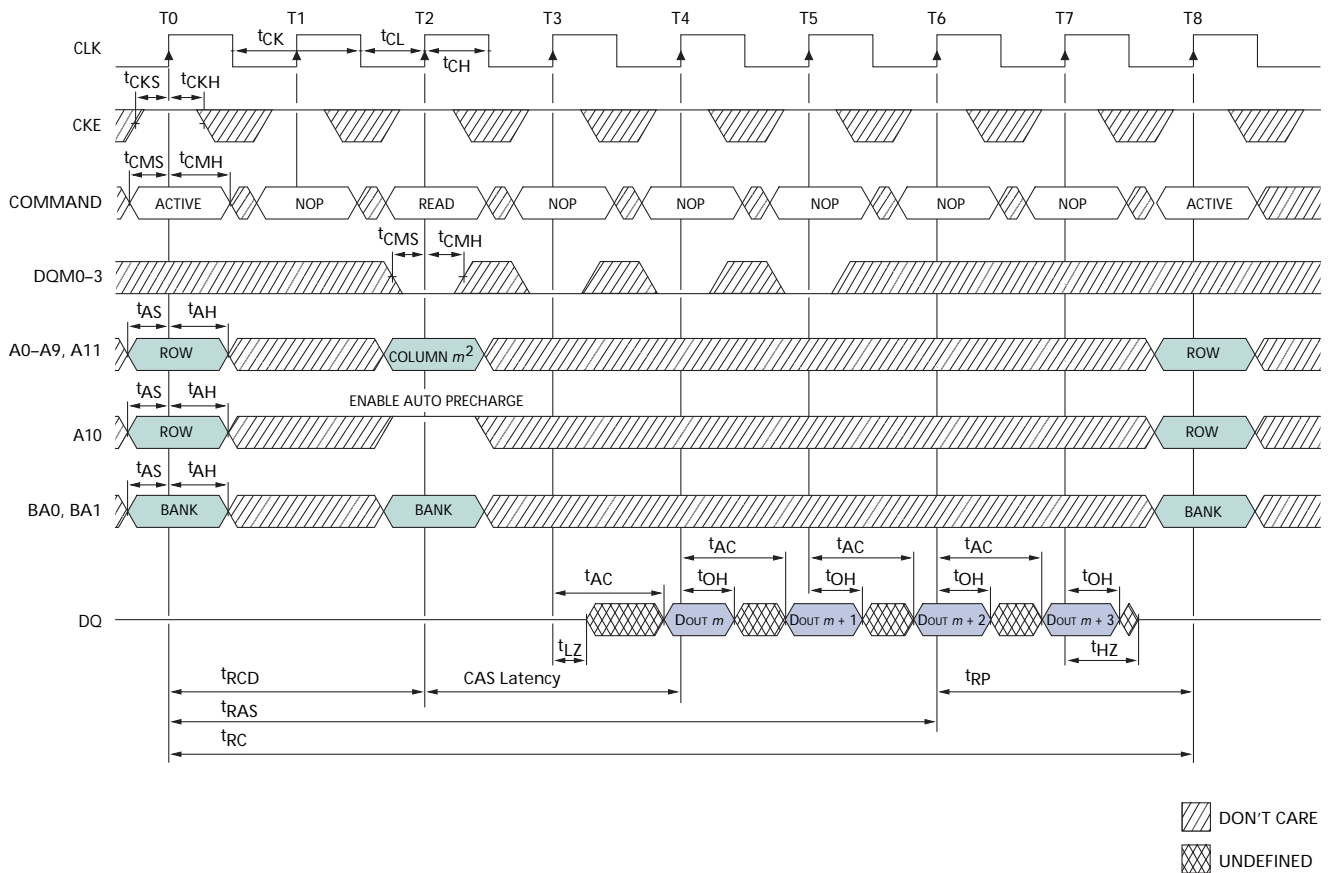 T0 T1 T2 T3 T4 T5 T6 T7 T8
CLK
tCK tCL
tCH
tCKS tCKH
CKE
tCMS tCMH
COMMAND ACTIVE NOP READ NOP NOP NOP NOP NOP ACTIVE
tCMS tCMH
DQM0–3
tAS tAH
A0–A9, A11 ROW COLUMN m2 ROW
tAS tAH ENABLE AUTO PRECHARGE
A10 ROW ROW
tAS tAH
BA0, BA1 BANK BANK BANK
tAC tAC tAC
tAC tOH tOH tOH tOH
DQ DOUT m DOUT m + 1 DOUT m + 2 DOUT m + 3
tLZ tHZ
tRCD CAS Latency tRP
tRAS
tRC
DON'T CARE
UNDEFINED